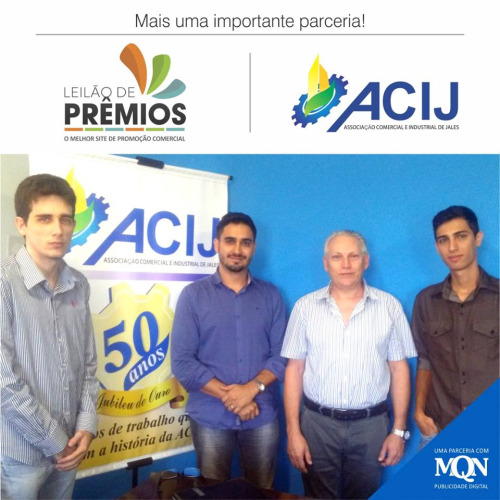 Mais uma importante parceria!
LEILÃO DE
PRÊMIOS
O MELHOR SITE DE PROMOÇÃO COMERCIAL
ACIJ
ASSOCIAÇÃO COMERCIAL E INDUSTRIAL DE JALES
ACIJ
ASSOCIAÇÃO COMERCIAL E INDUSTRIAL DE JALES
50
anos
Jubileu de Ouro
os de trabalho qu
m a história da AC
UMA PARCERIA COM
MQN
PUBLICIDADE DIGITAL